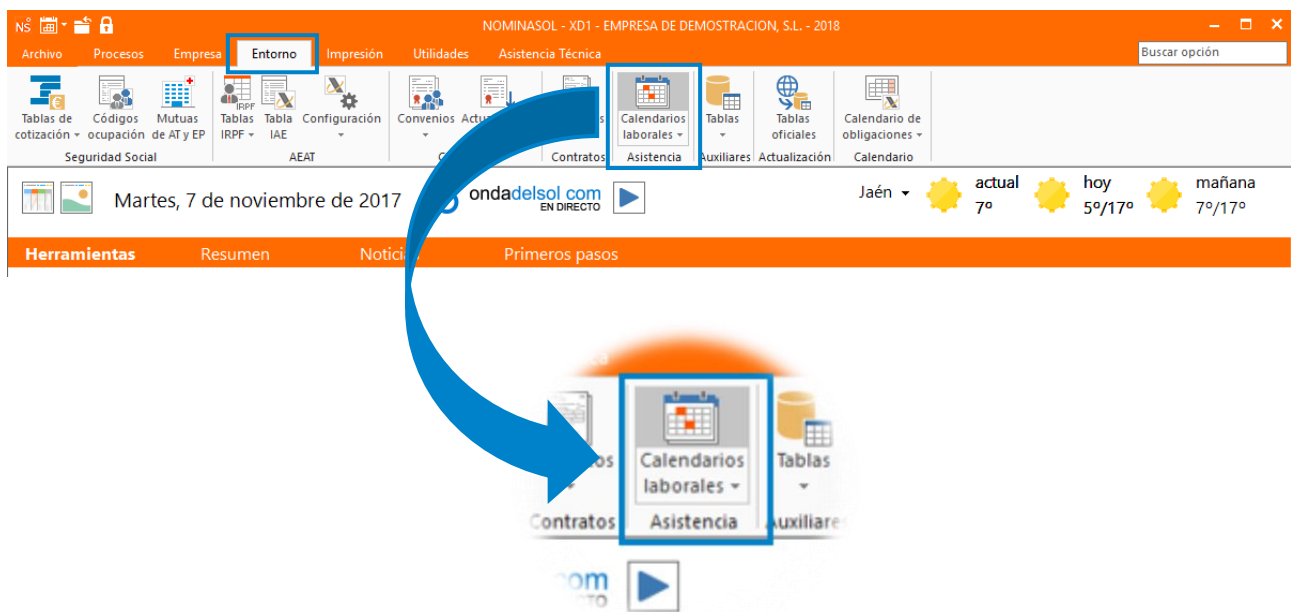 NS
NOMINASOL - XD1 - EMPRESA DE DEMOSTRACION, S.L. - 2018
Archivo Procesos Empresa Entorno Impresión Utilidades Asistencia Técnica Buscar opción
Tablas de cotización
Códigos ocupación
Mutuas de AT y EP
Tablas IRPF
IRPF
Tabla IAE
Configuración
Convenios
Calendarios laborales
Tablas
Tablas oficiales
Calendario de obligaciones
Seguridad Social AEAT Contratos Asistencia Auxiliares Actualización Calendario
Martes, 7 de noviembre de 2017
ondadelsol com
EN DIRECTO
Jaén
actual
7º
hoy
5º/17º
mañana
7º/17º
Herramientas Resumen Primeros pasos
Calendarios
laborales
Tablas
Contratos Asistencia
com